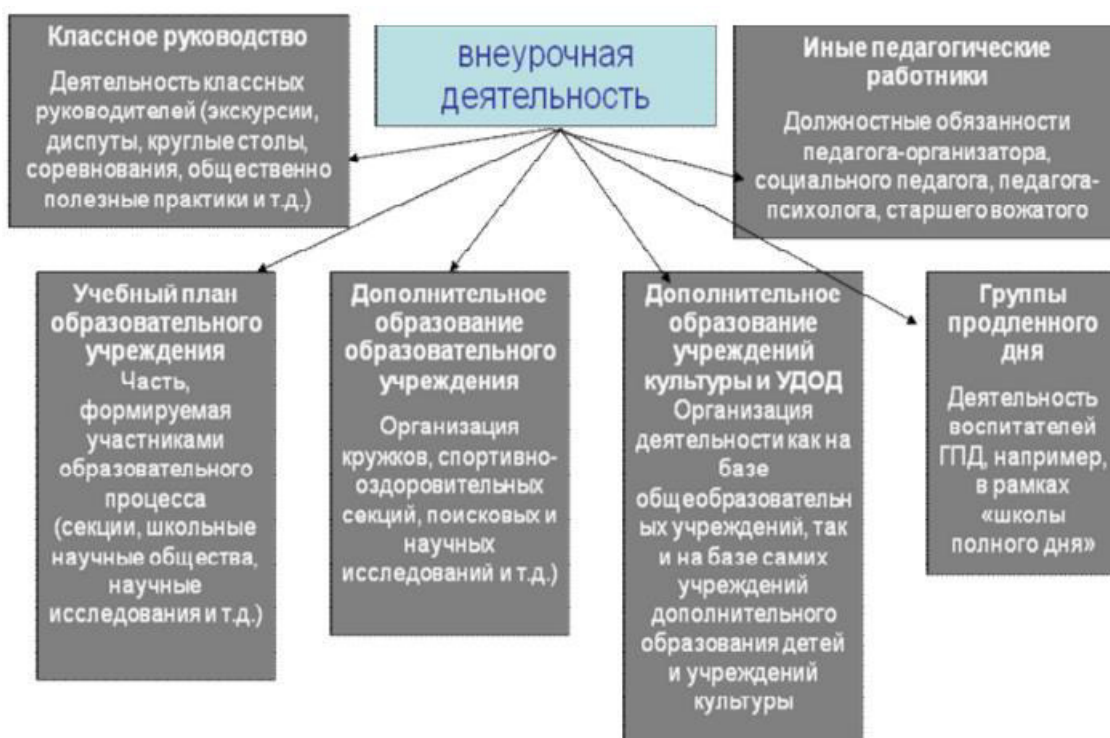 Классное руководство
Деятельность классных
руководителей (экскурсии,
диспуты, круглые столы,
соревнования, общественно
полезные практики и т.д.)
внеурочная
деятельность
Иные педагогические
работники
Должностные обязанности
педагога-организатора,
социального педагога, педагога-
психолога, старшего вожатого
Учебный план
образовательного
учреждения
Часть,
формируемая
участниками
образовательного
процесса
(секции, школьные
научные общества,
научные
исследования и т.д.)
Дополнительное
образование
образовательного
учреждения
Организация
кружков, спортивно-
оздоровительных
секций, поисковых и
научных
исследований и т.д.)
Дополнительное
образование
учреждений
культуры и УДОД
Организация
деятельности как на
базе
общеобразовательн
ых учреждений, так
и на базе самих
учреждений
дополнительного
образования детей
и учреждений
культуры
Группы
продленного
дня
Деятельность
воспитателей
ГПД, например,
в рамках
«школы
полного дня»